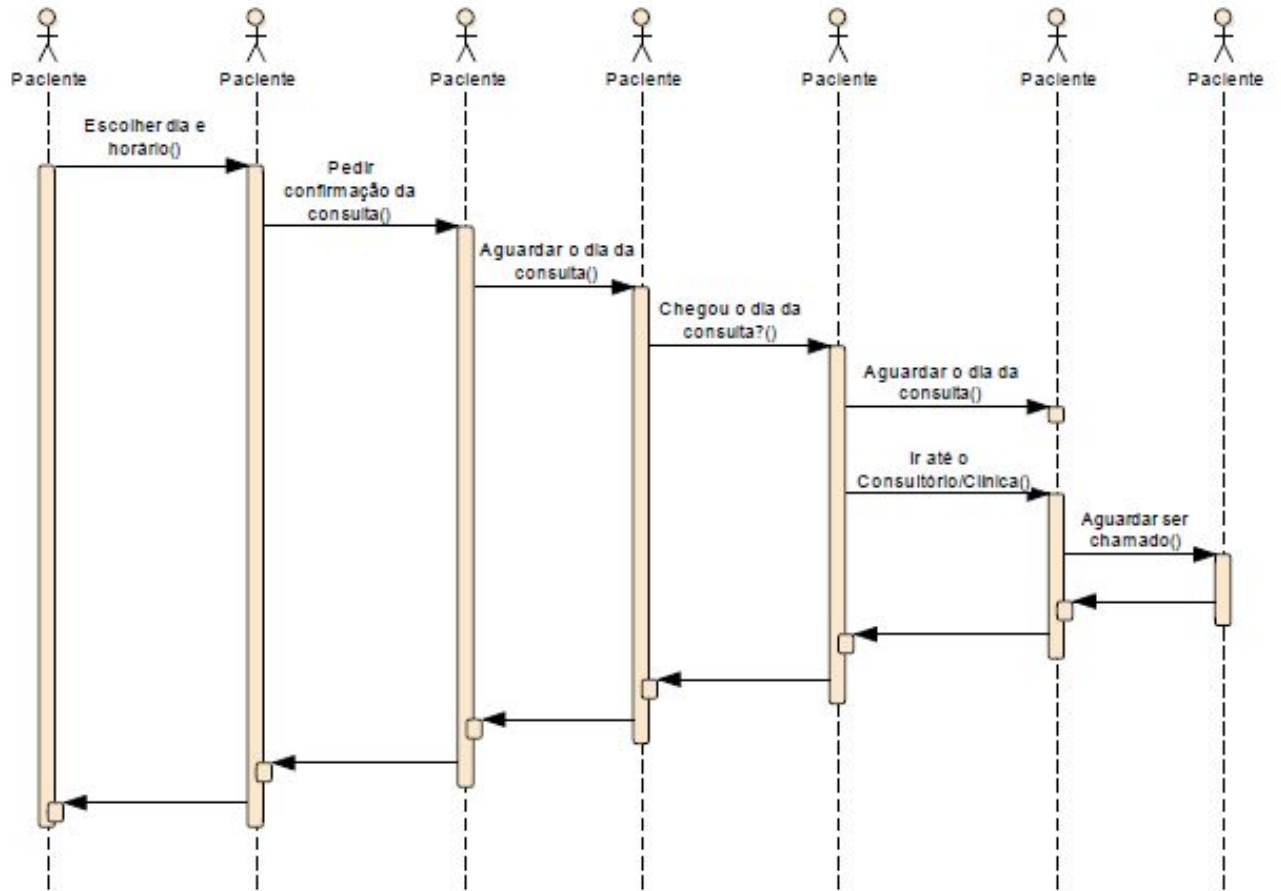 Paciente
Paciente
Paciente
Paciente
Paciente
Paciente
Paciente
Escolher dia e
horário()
Pedir
confirmação da
consulta()
Aguardar o dia da
consulta()
Chegou o dia da
consulta?()
Aguardar o dia da
consulta()
Ir até o
Consultório/Clínica()
Aguardar ser
chamado()